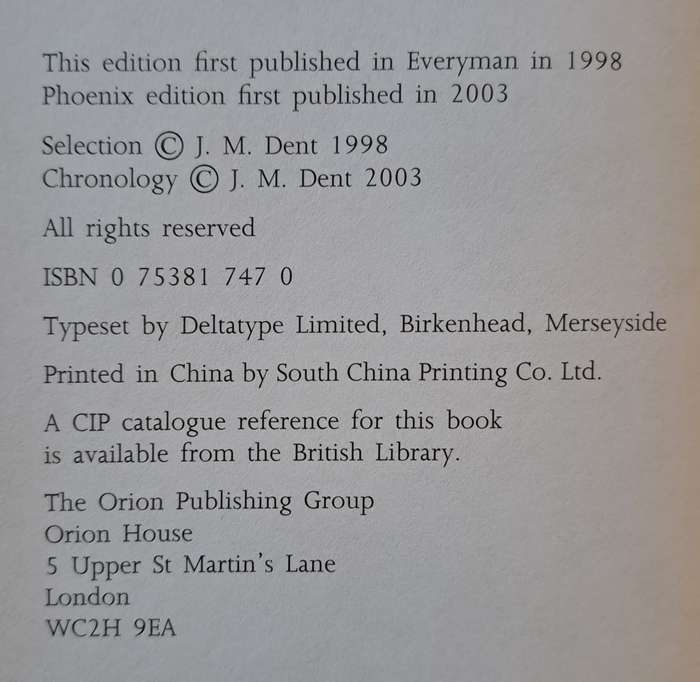 This edition first published in Everyman in 1998
Phoenix edition first published in 2003
Selection © J. M. Dent 1998
Chronology © J. M. Dent 2003
All rights reserved
ISBN 0 75381 747 0
Typeset by Deltatype Limited, Birkenhead, Merseyside
Printed in China by South China Printing Co. Ltd.
A CIP catalogue reference for this book
is available from the British Library.
The Orion Publishing Group
Orion House
5 Upper St Martin's Lane
London
WC2H 9EA